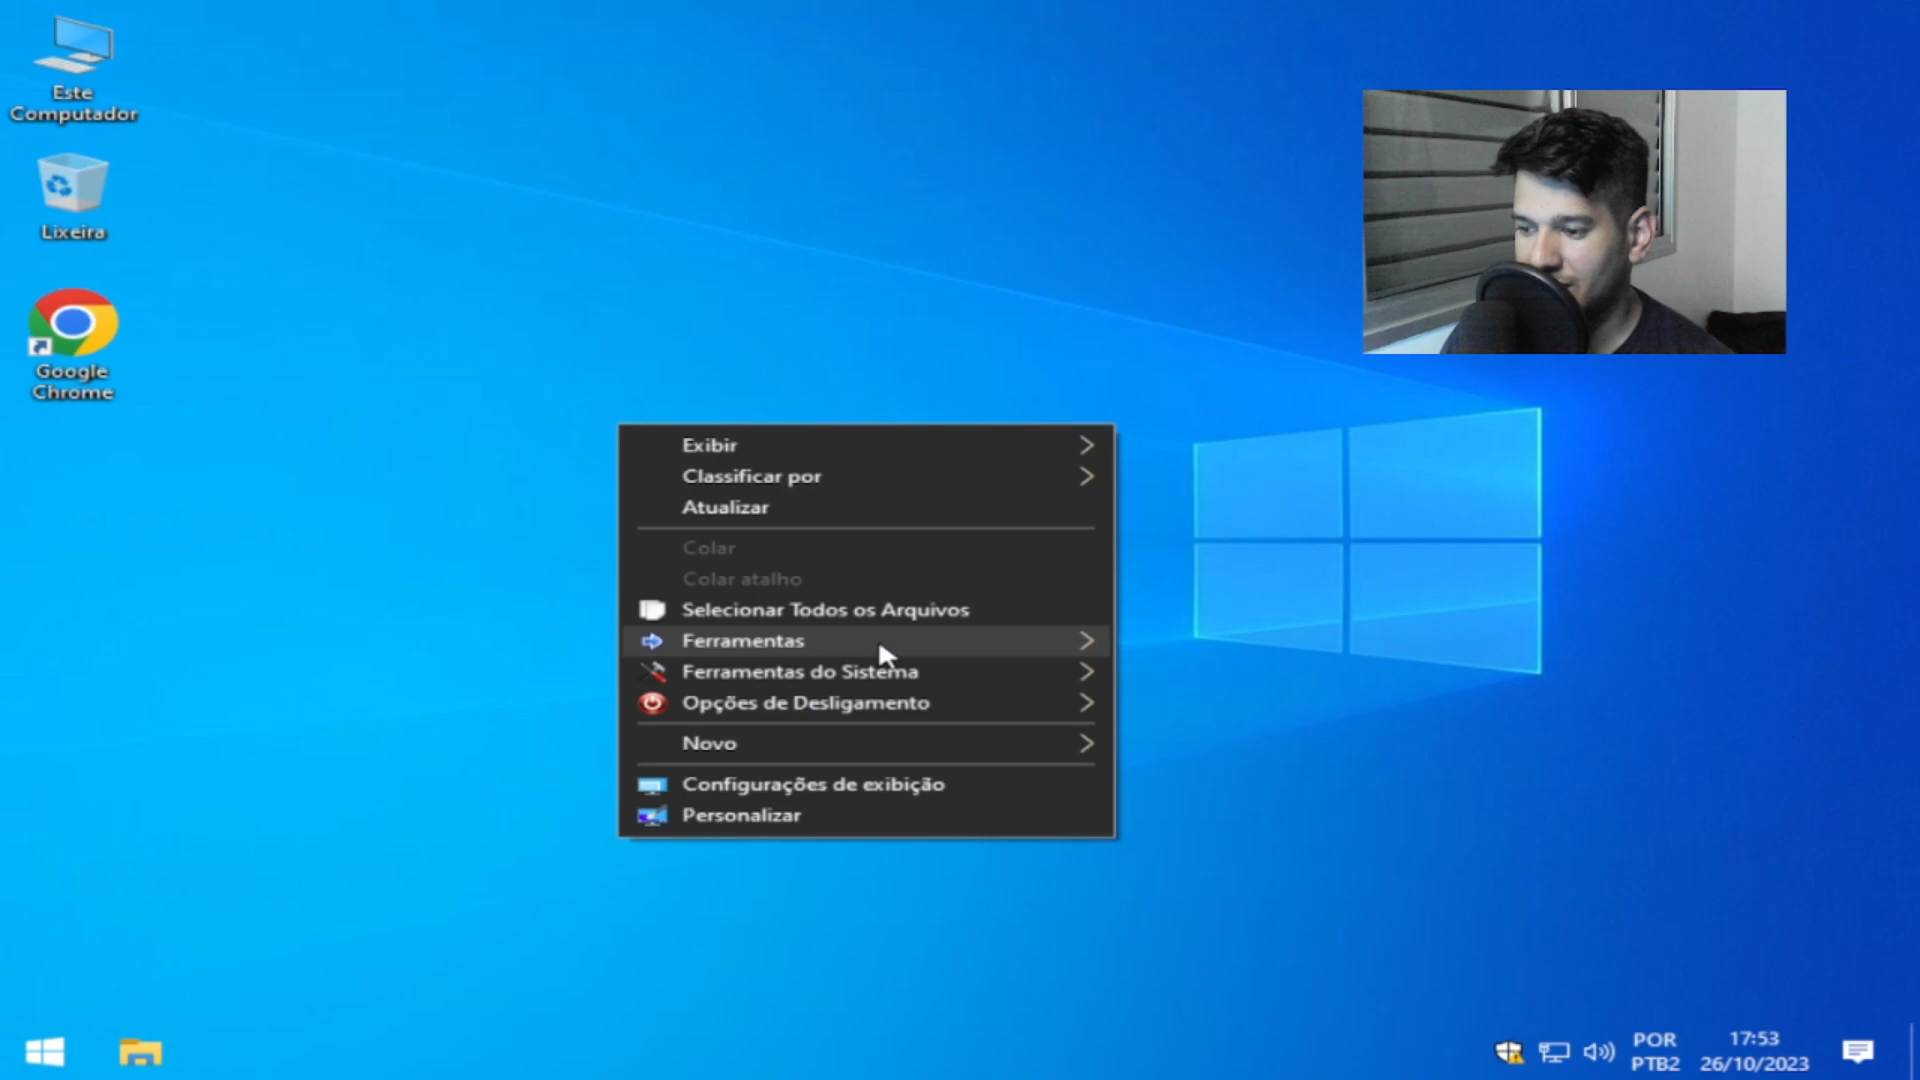 Este
Computador
Lixeira
Google
Chrome
Exibir
Classificar por
Atualizar
Colar
Colar atalho
Selecionar Todos os Arquivos
Ferramentas
Ferramentas do Sistema
Opções de Desligamento
Novo
Configurações de exibição
Personalizar
POR
PTB2
17:53
26/10/2023